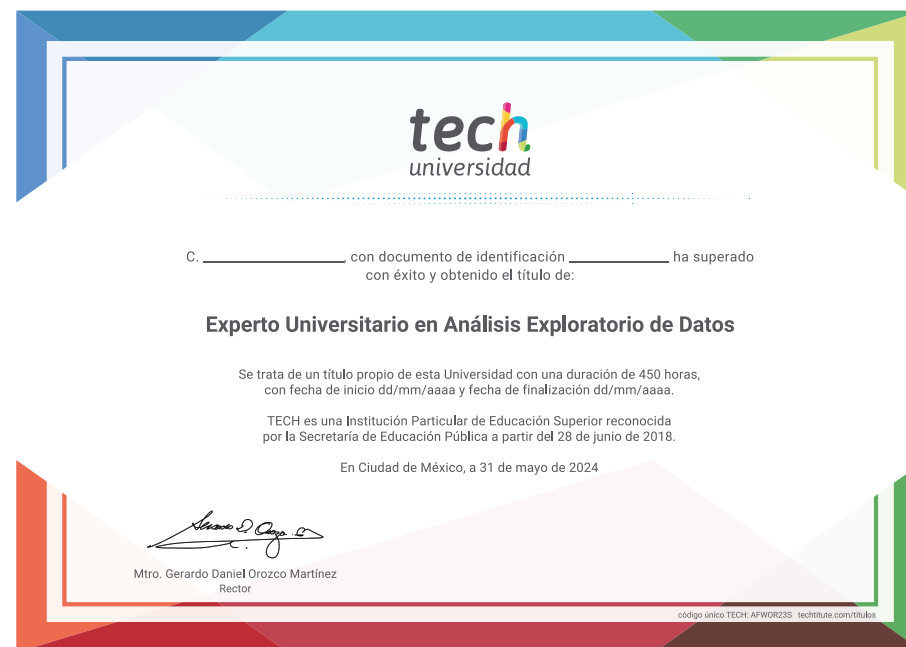 tech
universidad
C. ____________________, con documento de identificación ______________ ha superado
con éxito y obtenido el título de:
Experto Universitario en Análisis Exploratorio de Datos
Se trata de un título propio de esta Universidad con una duración de 450 horas,
con fecha de inicio dd/mm/aaaa y fecha de finalización dd/mm/aaaa.
TECH es una Institución Particular de Educación Superior reconocida
por la Secretaría de Educación Pública a partir del 28 de junio de 2018.
En Ciudad de México, a 31 de mayo de 2024
Mtro. Gerardo Daniel Orozco Martínez
Rector
código único TECH: AFWOR23S techtitute.com/titulos